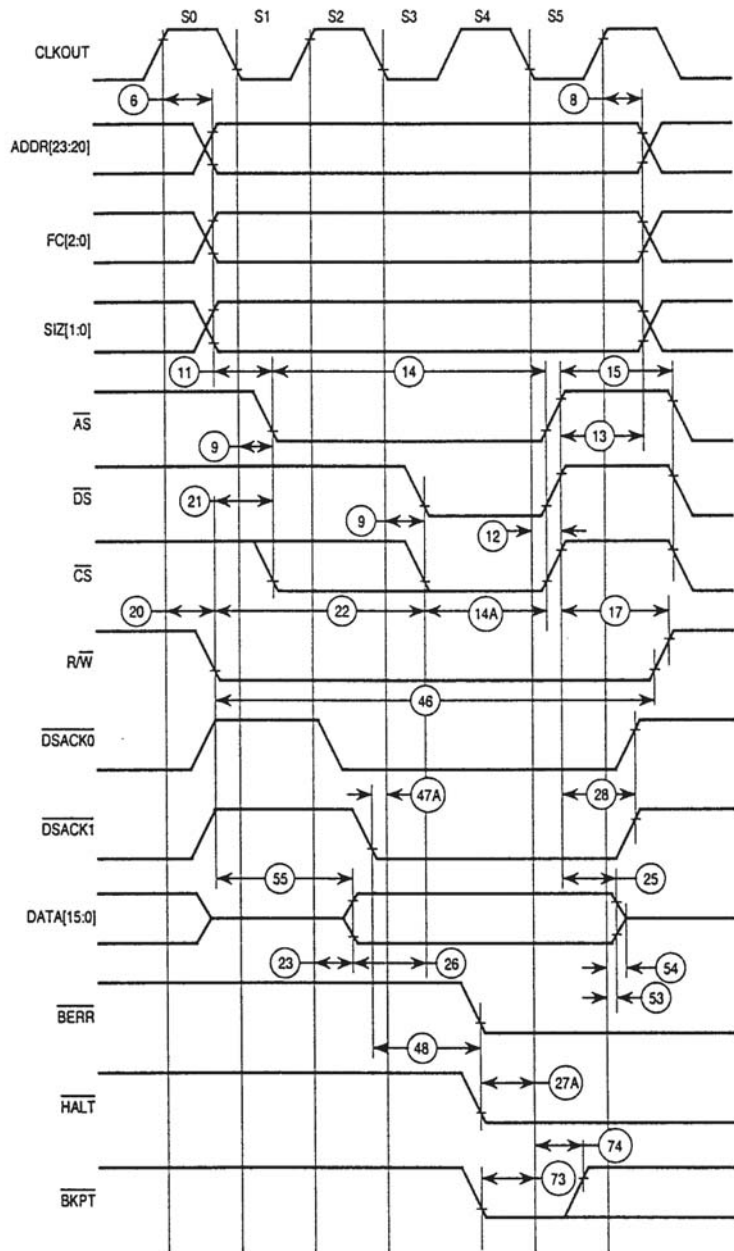 S0 S1 S2 S3 S4 S5
CLKOUT
6 8
ADDR[23:20]
FC[2:0]
SIZ[1:0]
11 14 15
AS
9 13
DS
21
9 12
CS
20 22 14A 17
R/W
46
DSACK0
47A 28
DSACK1
55 25
DATA[15:0]
23 26 54
53
BERR
48
27A
HALT
74
73
BKPT